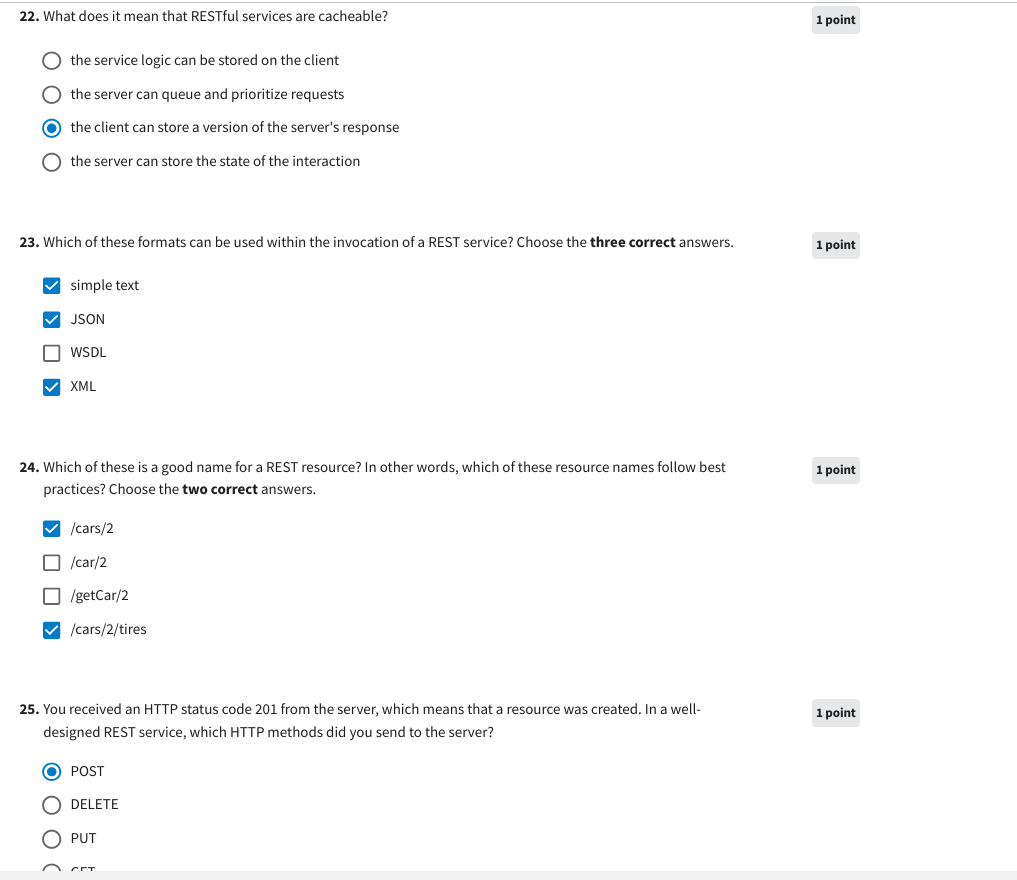 22. What does it mean that RESTful services are cacheable?
1 point
the service logic can be stored on the client
the server can queue and prioritize requests
the client can store a version of the server's response
the server can store the state of the interaction
23. Which of these formats can be used within the invocation of a REST service? Choose the three correct answers.
1 point
simple text
JSON
WSDL
XML
24. Which of these is a good name for a REST resource? In other words, which of these resource names follow best
practices? Choose the two correct answers.
1 point
/cars/2
/car/2
/getCar/2
/cars/2/tires
25. You received an HTTP status code 201 from the server, which means that a resource was created. In a well-
designed REST service, which HTTP methods did you send to the server?
1 point
POST
DELETE
PUT
GET